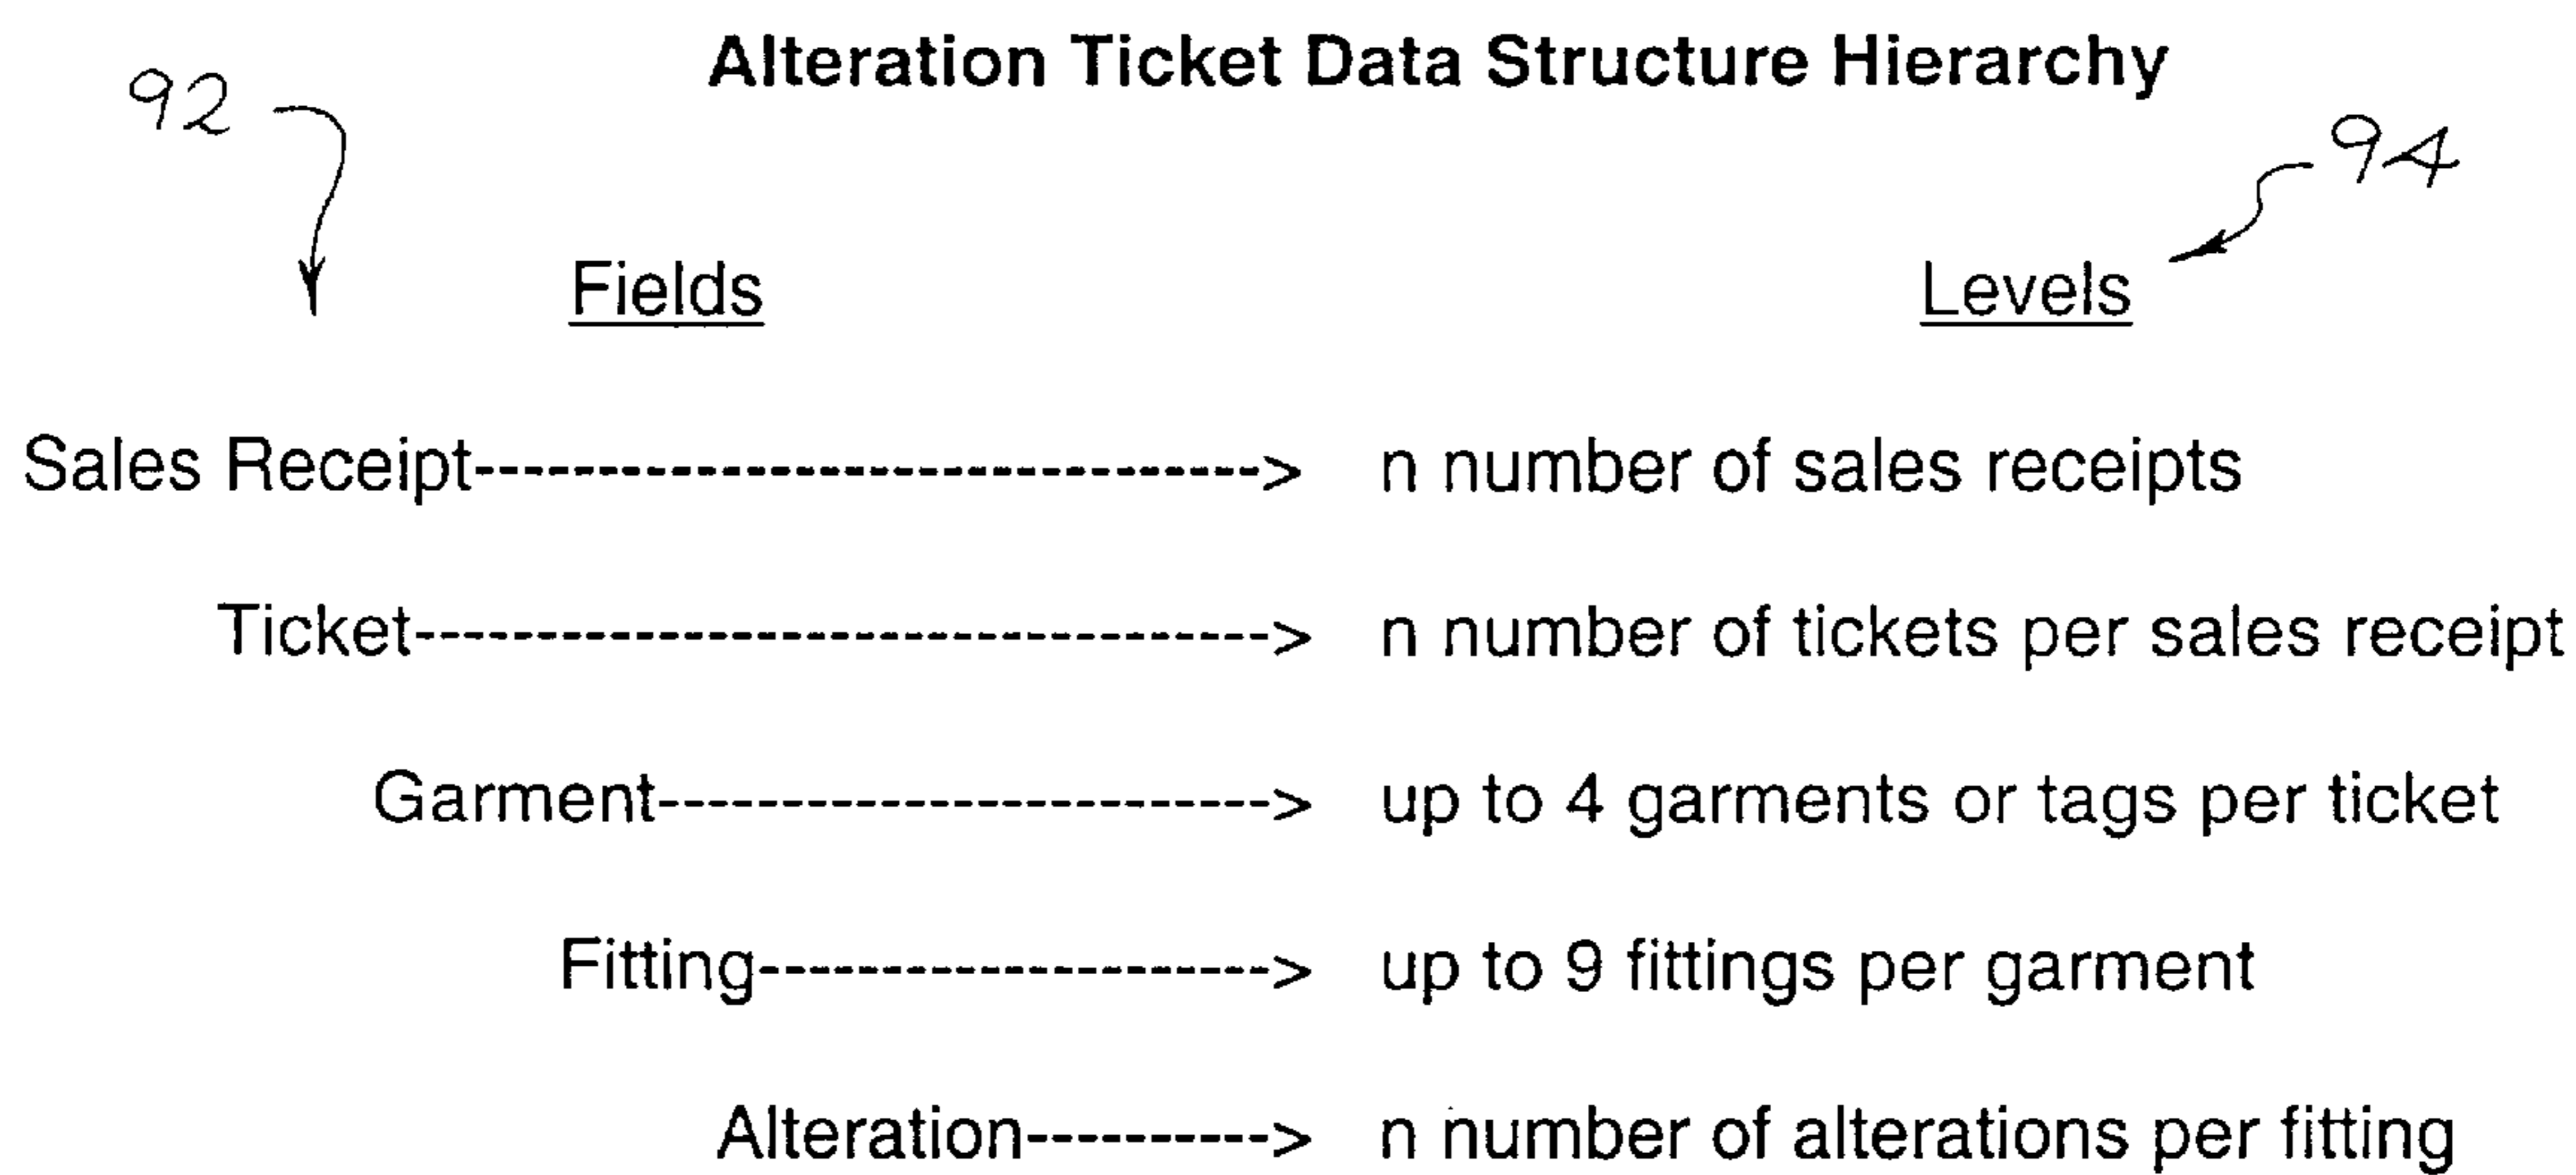 Alteration Ticket Data Structure Hierarchy
92
94
Fields Levels
Sales Receipt--------------------------------> n number of sales receipts
Ticket-----------------------------------> n number of tickets per sales receipt
Garment-------------------------> up to 4 garments or tags per ticket
Fitting---------------------> up to 9 fittings per garment
Alteration----------> n number of alterations per fitting